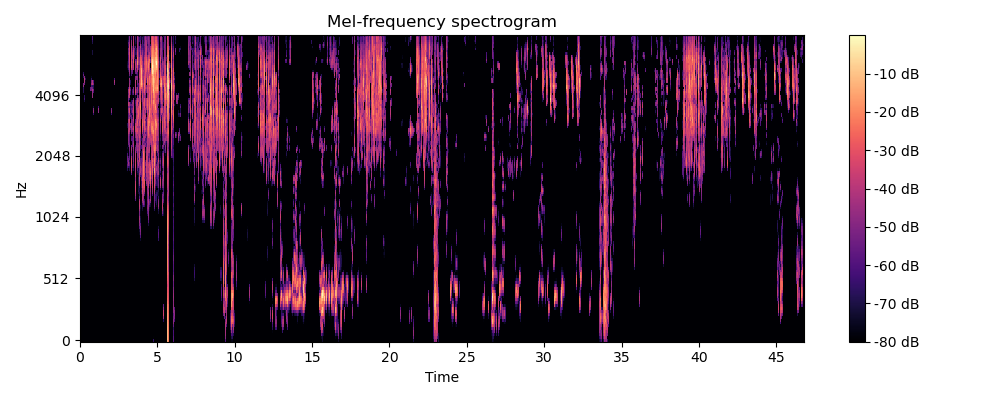 Mel-frequency spectrogram
Hz
4096
2048
1024
512
0
0 5 10 15 20 25 30 35 40 45
Time
-10 dB
-20 dB
-30 dB
-40 dB
-50 dB
-60 dB
-70 dB
-80 dB